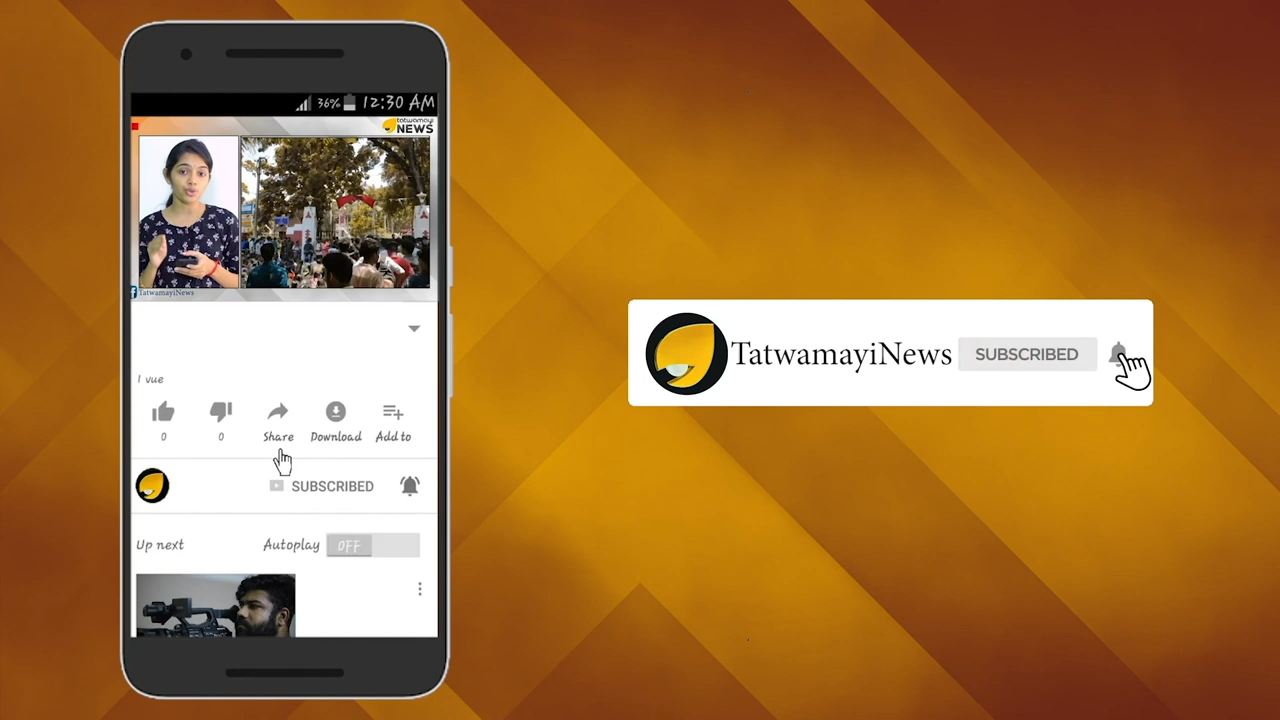 36% 12:30 AM
tatwamayi
NEWS
TatwamayiNews
1 vue
0 0 Share Download Add to
SUBSCRIBED
Up next Autoplay OFF
TatwamayiNews SUBSCRIBED